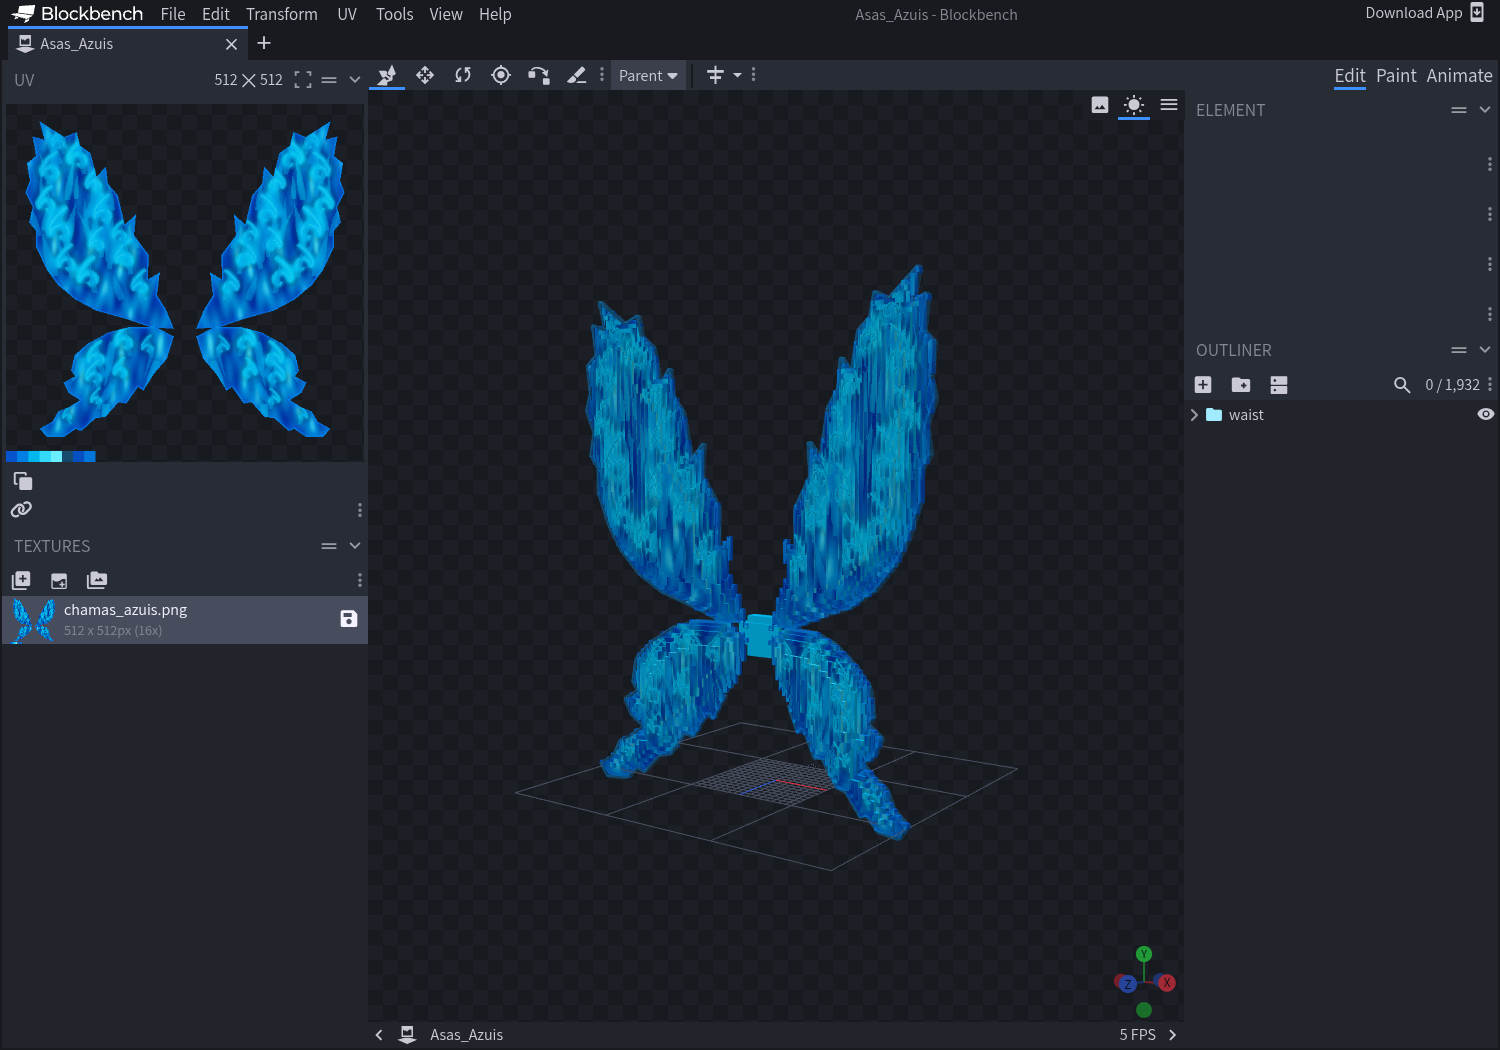 Blockbench File Edit Transform UV Tools View Help Asas_Azuis - Blockbench Download App
Asas_Azuis
UV 512 512 Parent Edit Paint Animate
ELEMENT
OUTLINER
0 / 1,932
waist
TEXTURES
chamas_azuis.png
512 x 512px (16x)
Y
Z X
Asas_Azuis 5 FPS